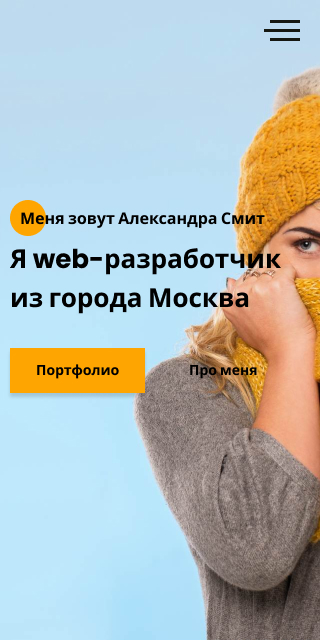 Меня зовут Александра Смит
Я web-разработчик
из города Москва
Портфолио
Про меня